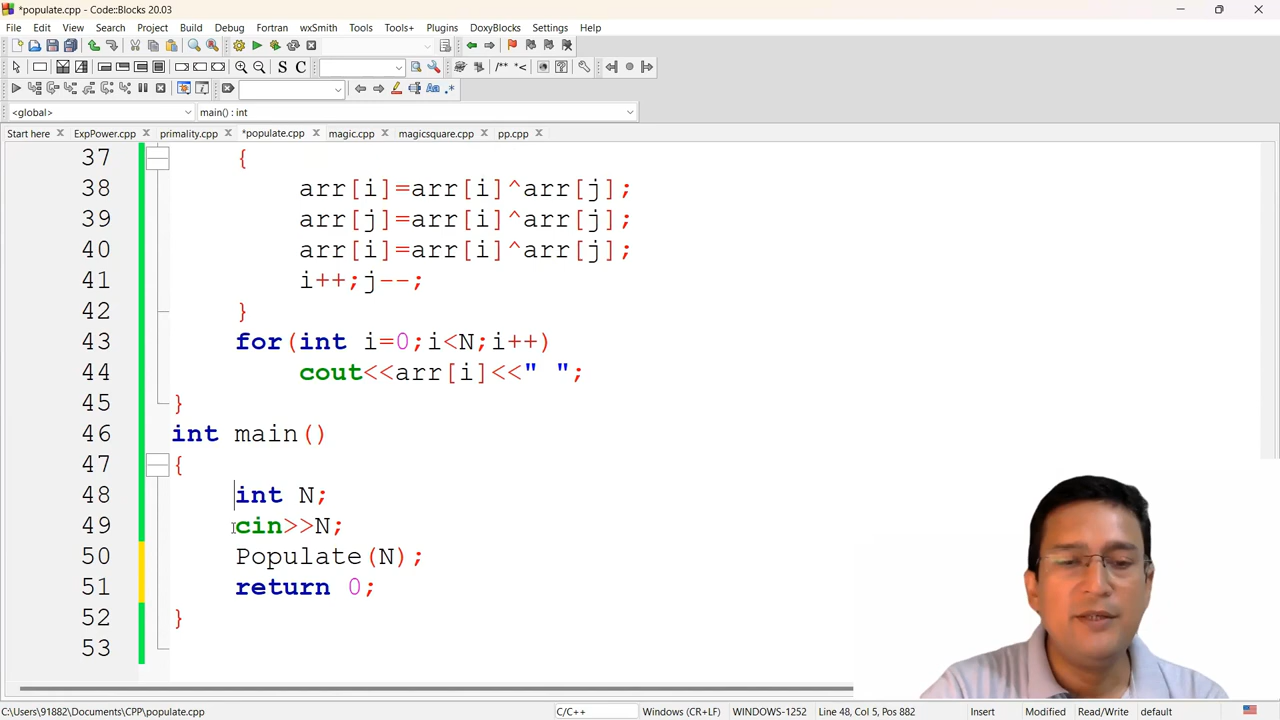 *populate.cpp - Code::Blocks 20.03
File Edit View Search Project Build Debug Fortran wxSmith Tools Tools+ Plugins DoxyBlocks Settings Help
S C
/** *<
Aa .*
<global> main() : int
Start here ExpPower.cpp primality.cpp *populate.cpp magic.cpp magicsquare.cpp pp.cpp
37 {
38 arr[i]=arr[i]^arr[j];
39 arr[j]=arr[i]^arr[j];
40 arr[i]=arr[i]^arr[j];
41 i++;j--;
42 }
43 for(int i=0;i<N;i++)
44 cout<<arr[i]<<" ";
45 }
46 int main()
47 {
48 int N;
49 cin>>N;
50 Populate(N);
51 return 0;
52 }
53
C:\Users\91882\Documents\CPP\populate.cpp C/C++ Windows (CR+LF) WINDOWS-1252 Line 48, Col 5, Pos 882 Insert Modified Read/Write default